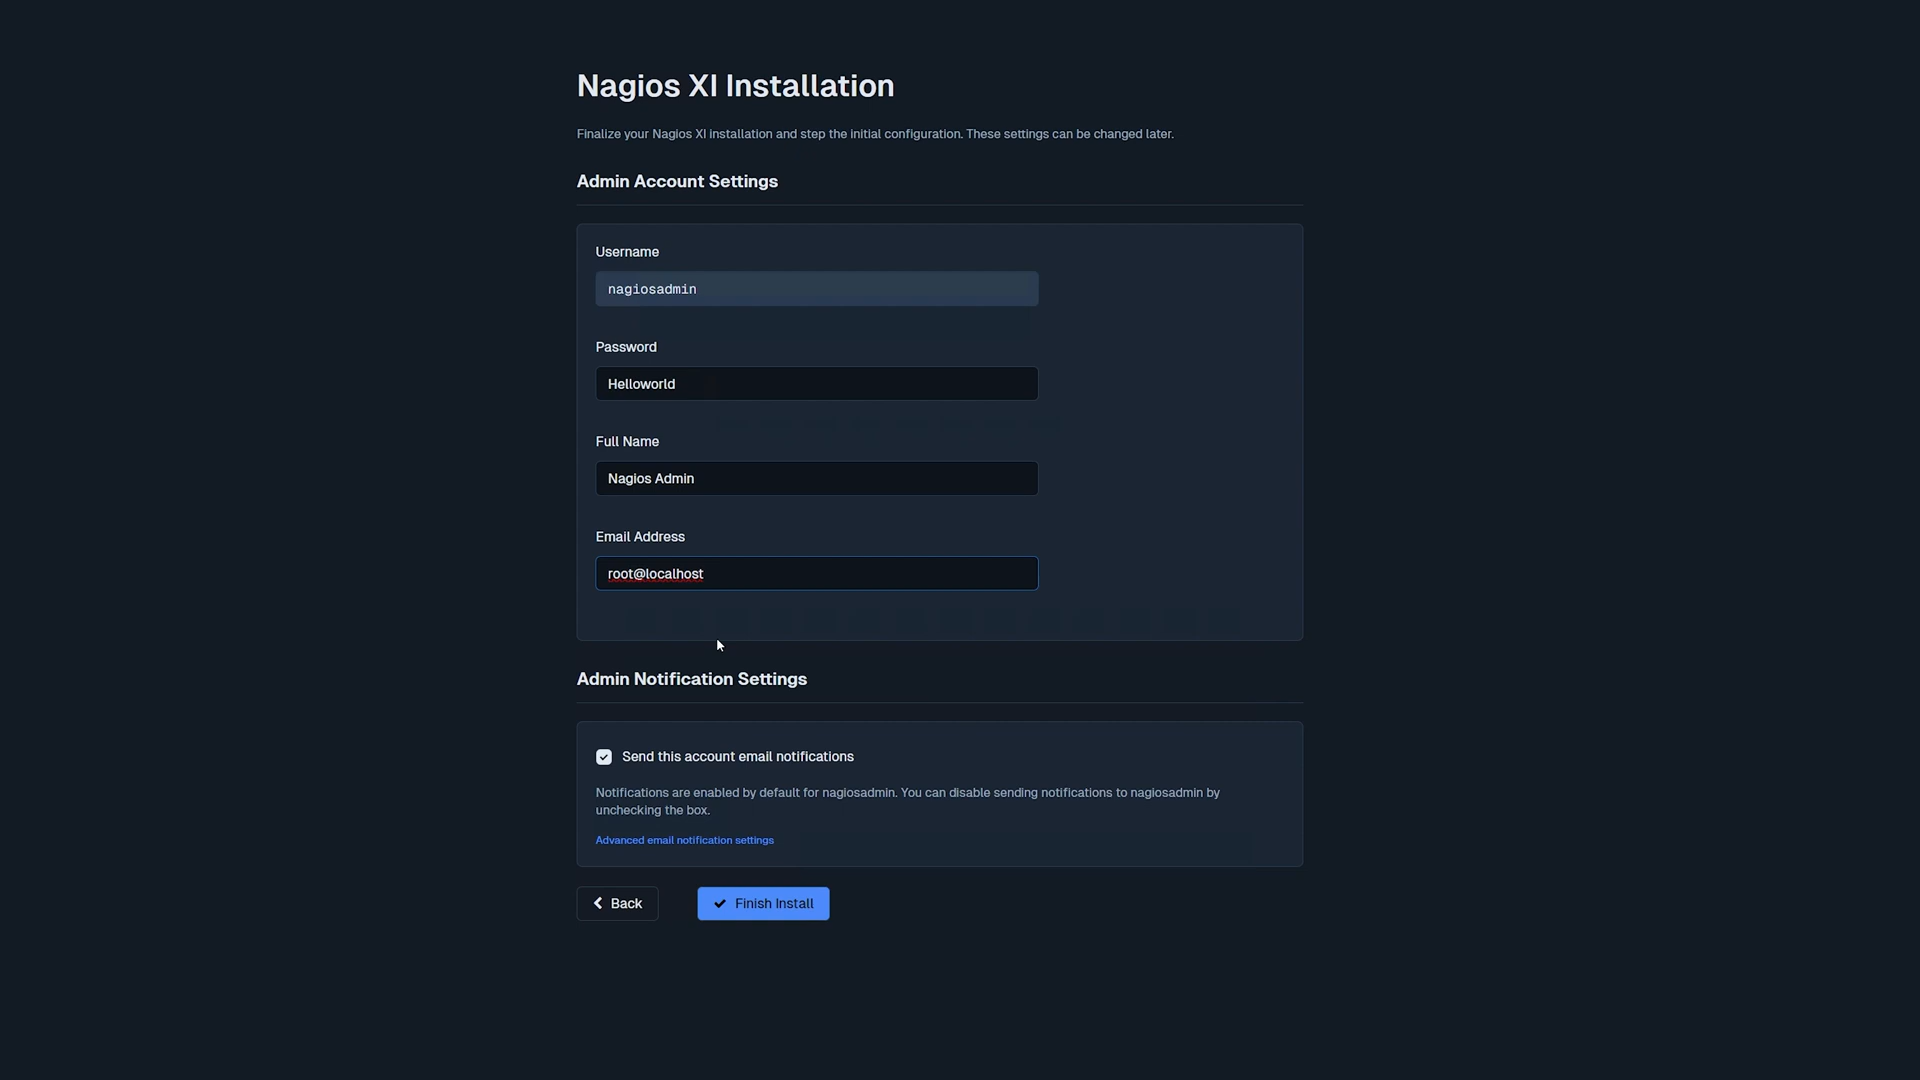 Nagios XI Installation
Finalize your Nagios XI installation and step the initial configuration. These settings can be changed later.
Admin Account Settings
Username
nagiosadmin
Password
Helloworld
Full Name
Nagios Admin
Email Address
root@localhost
Admin Notification Settings
Send this account email notifications
Notifications are enabled by default for nagiosadmin. You can disable sending notifications to nagiosadmin by
unchecking the box.
Advanced email notification settings
Back
Finish Install